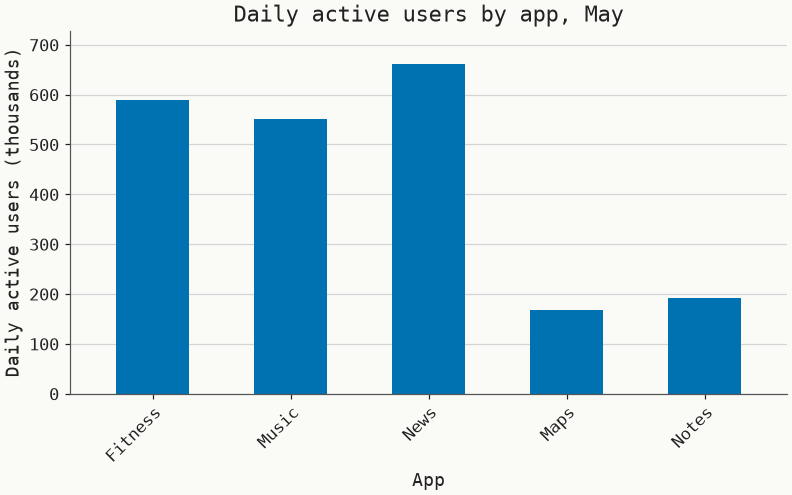 Daily active users by app, May
Daily active users (thousands)
700
600
500
400
300
200
100
0
Fitness
Music
News
Maps
Notes
App